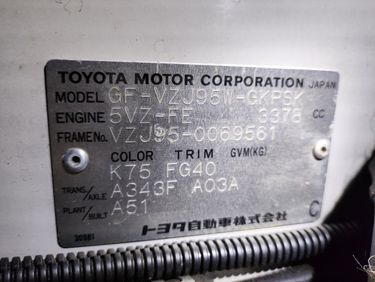 TOYOTA MOTOR CORPORATION JAPAN
MODEL GF-VZJ95W-GKPSK
ENGINE 5VZ-FE 3378 CC
FRAME No. VZJ95-0069561
COLOR TRIM GVM(KG)
K75 FG40
TRANS/AXLE A343F A03A
PLANT/BUILT A51
トヨタ自動車株式会社 C
30881